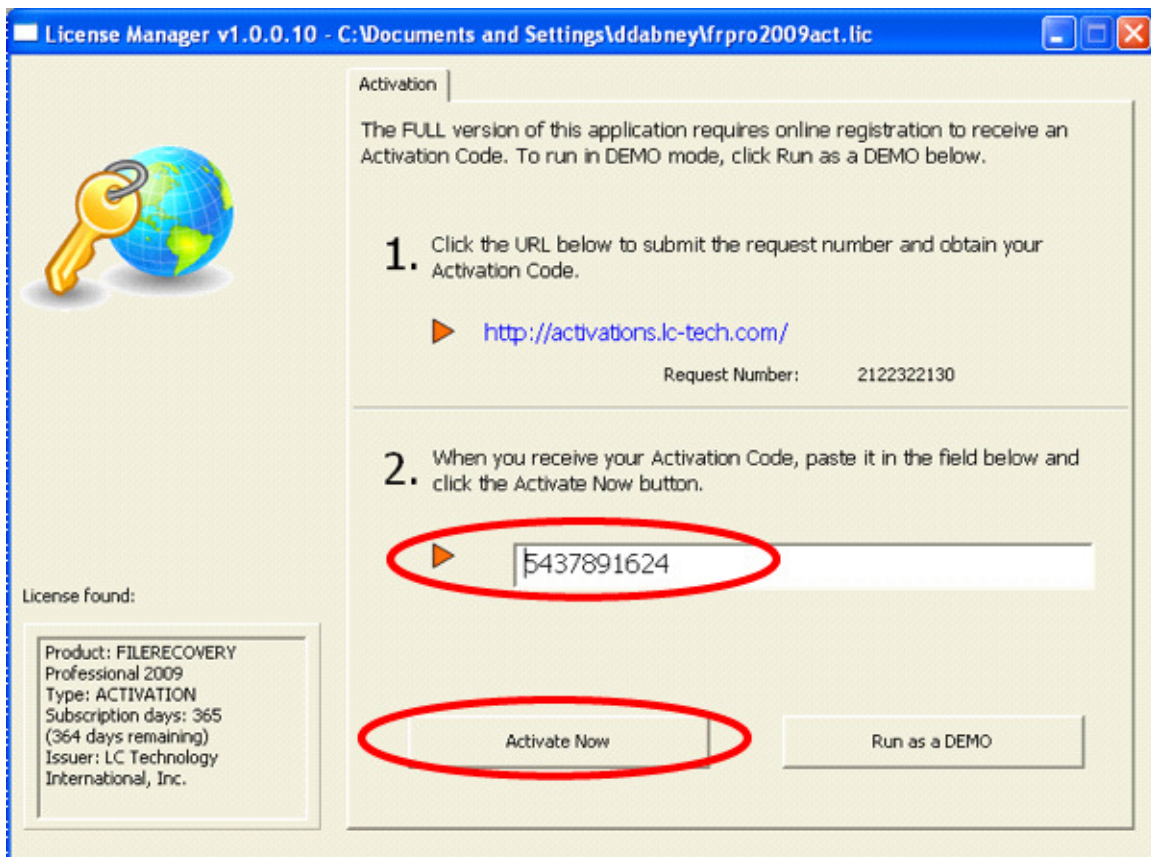 License Manager v1.0.0.10 - C:\Documents and Settings\ddabney\frpro2009act.lic
Activation
The FULL version of this application requires online registration to receive an
Activation Code. To run in DEMO mode, click Run as a DEMO below.
1. Click the URL below to submit the request number and obtain your
Activation Code.
http://activations.lc-tech.com/
Request Number: 2122322130
2. When you receive your Activation Code, paste it in the field below and
click the Activate Now button.
5437891624
License found:
Product: FILERECOVERY
Professional 2009
Type: ACTIVATION
Subscription days: 365
(364 days remaining)
Issuer: LC Technology
International, Inc.
Activate Now
Run as a DEMO